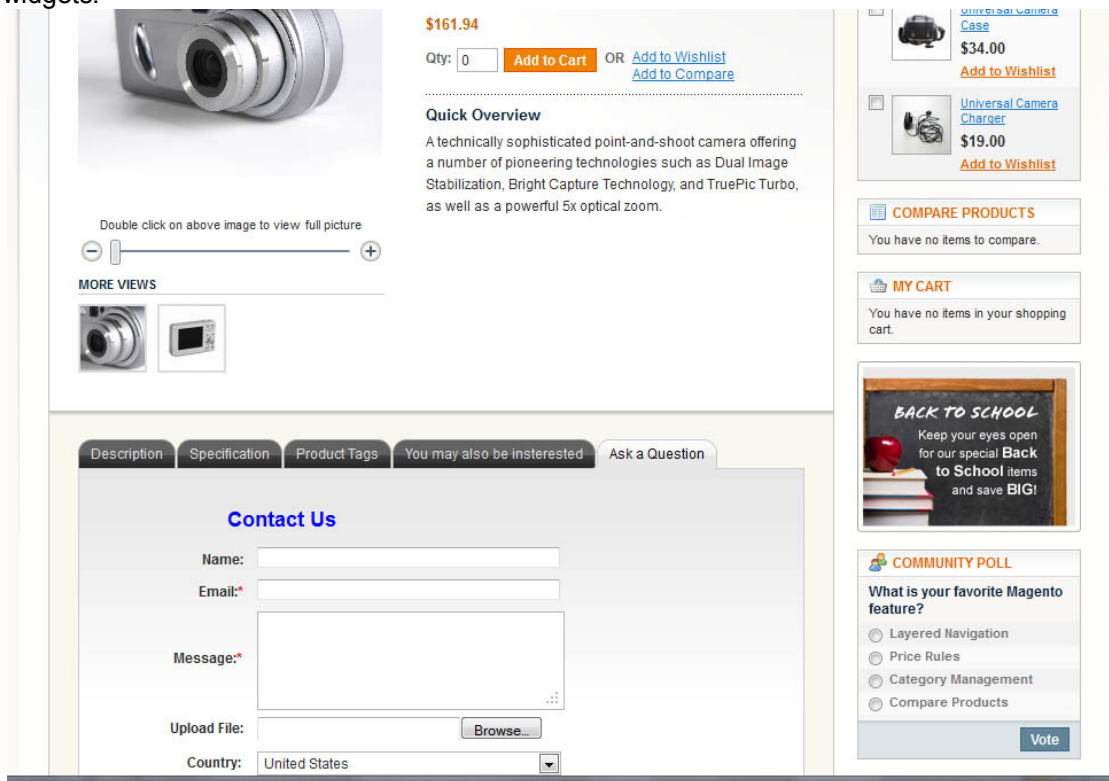 widgets.
$161.94
Qty: 0 Add to Cart OR Add to Wishlist
Add to Compare
Quick Overview
A technically sophisticated point-and-shoot camera offering
a number of pioneering technologies such as Dual Image
Stabilization, Bright Capture Technology, and TruePic Turbo,
as well as a powerful 5x optical zoom.
Double click on above image to view full picture
MORE VIEWS
Universal Camera
Case
$34.00
Add to Wishlist
Universal Camera
Charger
$19.00
Add to Wishlist
COMPARE PRODUCTS
You have no items to compare.
MY CART
You have no items in your shopping
cart.
BACK TO SCHOOL
Keep your eyes open
for our special Back
to School items
and save BIG!
Description Specification Product Tags You may also be insterested Ask a Question
Contact Us
Name:
Email:*
Message:*
Upload File: Browse...
Country: United States
COMMUNITY POLL
What is your favorite Magento
feature?
Layered Navigation
Price Rules
Category Management
Compare Products
Vote